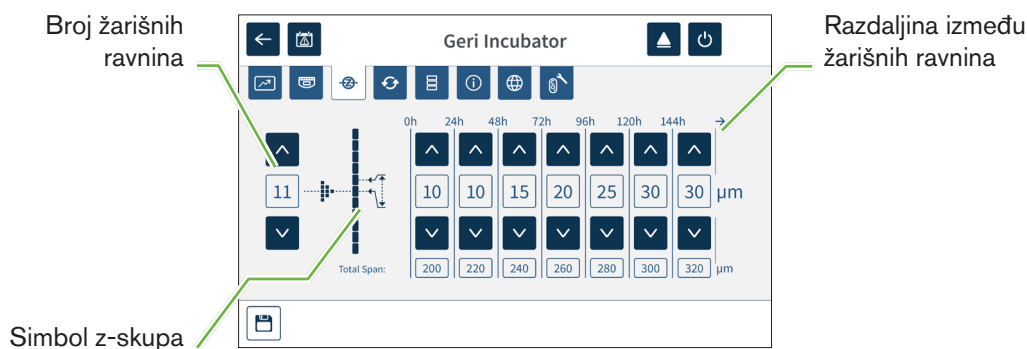 Broj žarišnih
ravnina
Geri Incubator
Razdaljina između
žarišnih ravnina
0h 24h 48h 72h 96h 120h 144h
11 10 10 15 20 25 30 30 µm
Total Span: 200 220 240 260 280 300 320 µm
Simbol z-skupa